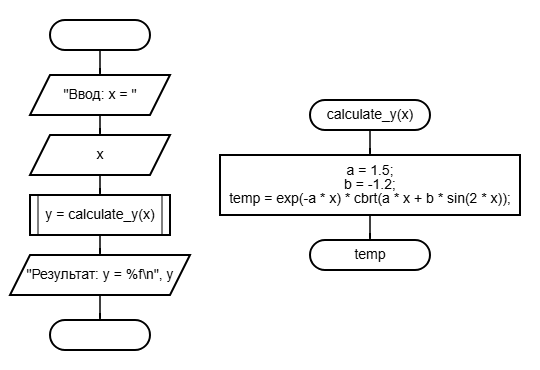 "Ввод: x = "
x
y = calculate_y(x)
"Результат: y = %f\n", y
calculate_y(x)
a = 1.5;
b = -1.2;
temp = exp(-a * x) * cbrt(a * x + b * sin(2 * x));
temp